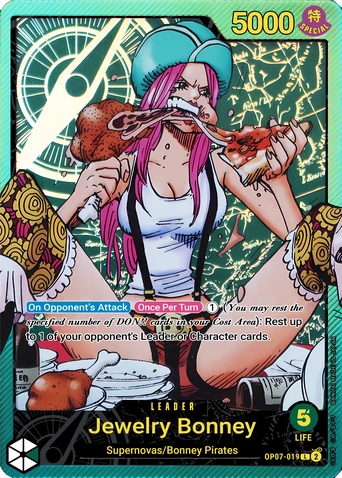 5000 特
SPECIAL
On Opponent's Attack Once Per Turn ① (You may rest the
specified number of DON!! cards in your Cost Area): Rest up
to 1 of your opponent's Leader or Character cards.
LEADER
Jewelry Bonney
Supernovas/Bonney Pirates
5
LIFE
OP07-019 L 2